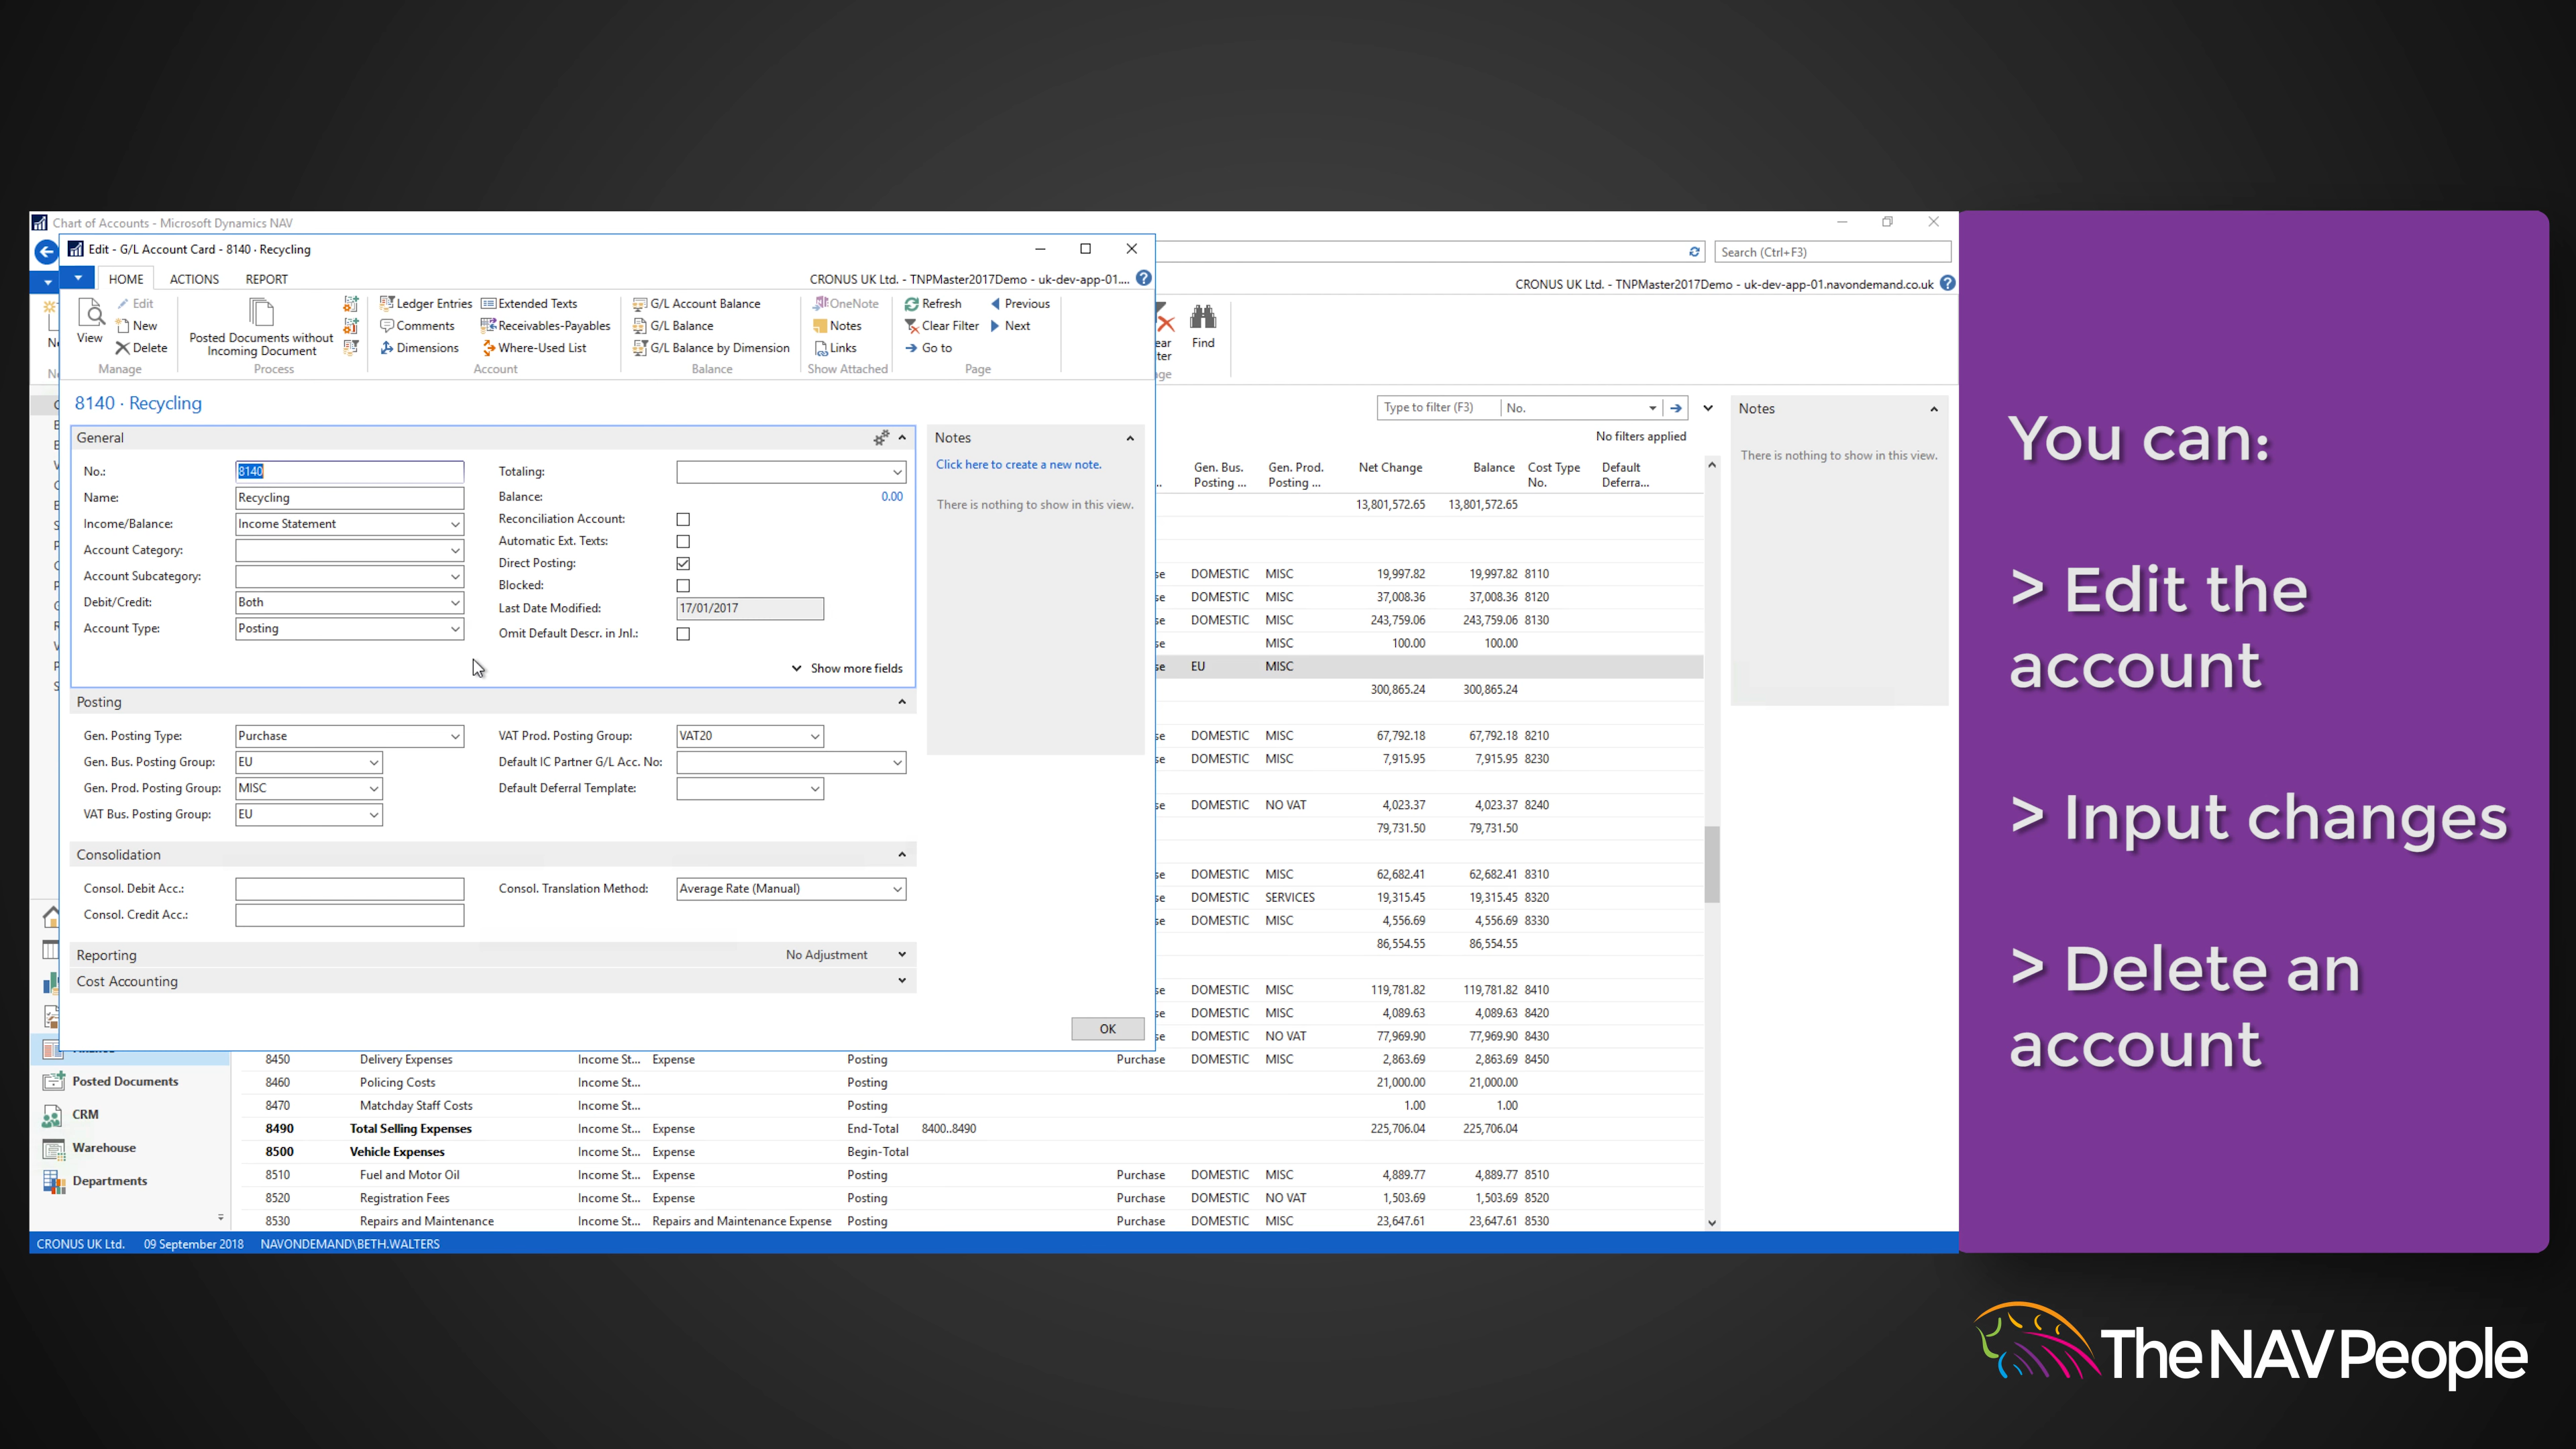 Chart of Accounts - Microsoft Dynamics NAV
Edit - G/L Account Card - 8140 · Recycling
Search (Ctrl+F3)
HOME ACTIONS REPORT
CRONUS UK Ltd. - TNPMaster2017Demo - uk-dev-app-01....
CRONUS UK Ltd. - TNPMaster2017Demo - uk-dev-app-01.navondemand.co.uk
View
Edit
New
Delete
Manage
Posted Documents without
Incoming Document
Process
Ledger Entries Extended Texts
Comments Receivables-Payables
Dimensions Where-Used List
Account
G/L Account Balance
G/L Balance
G/L Balance by Dimension
Balance
OneNote
Notes
Links
Show Attached
Refresh Previous
Clear Filter Next
Go to
Page
Find
8140 · Recycling
General
No.: 8140
Name: Recycling
Income/Balance: Income Statement
Account Category:
Account Subcategory:
Debit/Credit: Both
Account Type: Posting
Totaling:
Balance: 0.00
Reconciliation Account:
Automatic Ext. Texts:
Direct Posting:
Blocked:
Last Date Modified: 17/01/2017
Omit Default Descr. in Jnl.:
Show more fields
Posting
Gen. Posting Type: Purchase
Gen. Bus. Posting Group: EU
Gen. Prod. Posting Group: MISC
VAT Bus. Posting Group: EU
VAT Prod. Posting Group: VAT20
Default IC Partner G/L Acc. No:
Default Deferral Template:
Consolidation
Consol. Debit Acc.:
Consol. Credit Acc.:
Consol. Translation Method: Average Rate (Manual)
Reporting No Adjustment
Cost Accounting
OK
Notes
Click here to create a new note.
There is nothing to show in this view.
Type to filter (F3) No.
No filters applied
Gen. Bus. Posting ... Gen. Prod. Posting ... Net Change Balance Cost Type No. Default Deferra...
13,801,572.65 13,801,572.65
DOMESTIC MISC 19,997.82 19,997.82 8110
DOMESTIC MISC 37,008.36 37,008.36 8120
DOMESTIC MISC 243,759.06 243,759.06 8130
MISC 100.00 100.00
EU MISC
300,865.24 300,865.24
DOMESTIC MISC 67,792.18 67,792.18 8210
DOMESTIC MISC 7,915.95 7,915.95 8230
DOMESTIC NO VAT 4,023.37 4,023.37 8240
79,731.50 79,731.50
DOMESTIC MISC 62,682.41 62,682.41 8310
DOMESTIC SERVICES 19,315.45 19,315.45 8320
DOMESTIC MISC 4,556.69 4,556.69 8330
86,554.55 86,554.55
DOMESTIC MISC 119,781.82 119,781.82 8410
DOMESTIC MISC 4,089.63 4,089.63 8420
DOMESTIC NO VAT 77,969.90 77,969.90 8430
8450 Delivery Expenses Income St... Expense Posting Purchase DOMESTIC MISC 2,863.69 2,863.69 8450
8460 Policing Costs Income St... Posting 21,000.00 21,000.00
8470 Matchday Staff Costs Income St... Posting 1.00 1.00
8490 Total Selling Expenses Income St... Expense End-Total 8400..8490 225,706.04 225,706.04
8500 Vehicle Expenses Income St... Expense Begin-Total
8510 Fuel and Motor Oil Income St... Expense Posting Purchase DOMESTIC MISC 4,889.77 4,889.77 8510
8520 Registration Fees Income St... Expense Posting Purchase DOMESTIC NO VAT 1,503.69 1,503.69 8520
8530 Repairs and Maintenance Income St... Repairs and Maintenance Expense Posting Purchase DOMESTIC MISC 23,647.61 23,647.61 8530
Notes
There is nothing to show in this view.
Posted Documents
CRM
Warehouse
Departments
CRONUS UK Ltd. 09 September 2018 NAVONDEMAND\BETH.WALTERS
You can:
> Edit the
account
> Input changes
> Delete an
account
TheNAVPeople